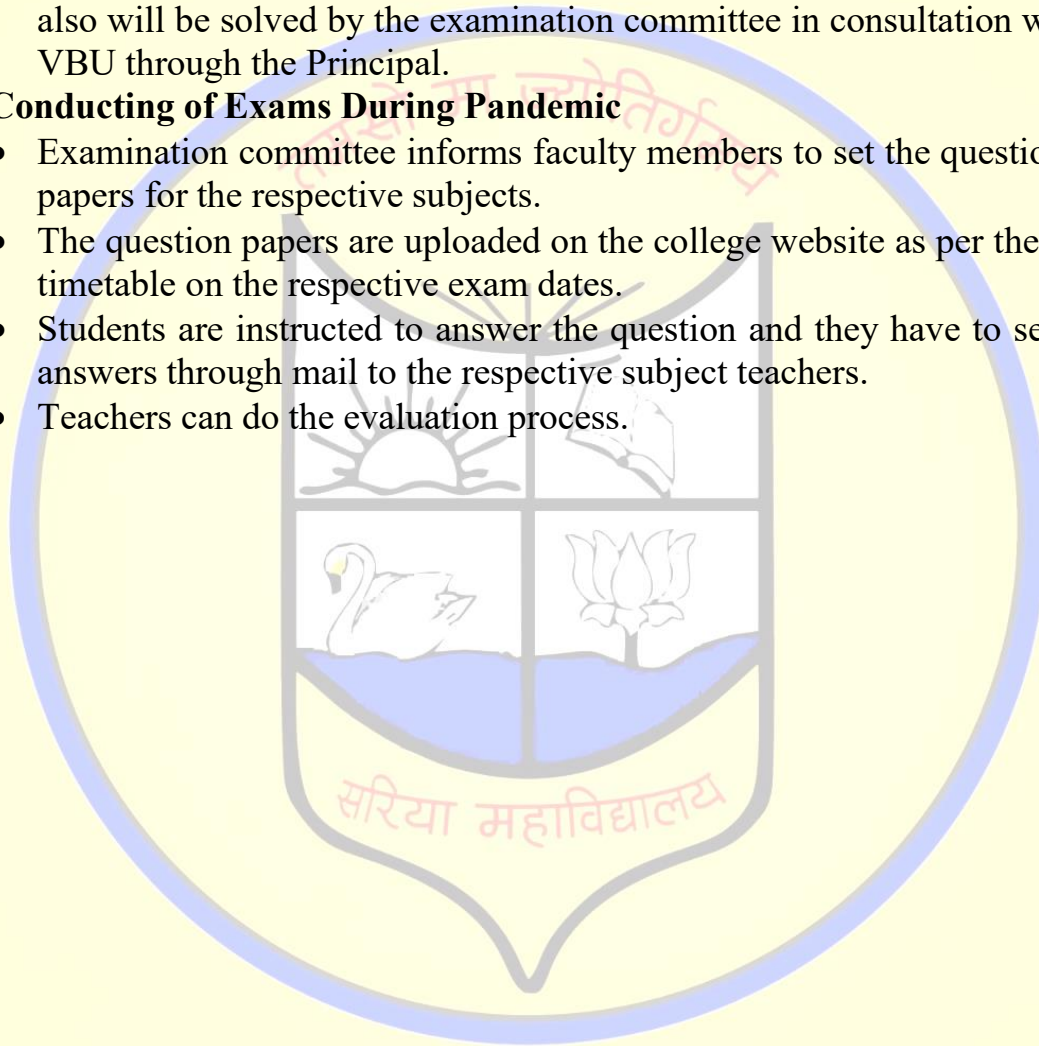 also will be solved by the examination committee in consultation w
VBU through the Principal.
Conducting of Exams During Pandemic
• Examination committee informs faculty members to set the questio
papers for the respective subjects.
• The question papers are uploaded on the college website as per the
timetable on the respective exam dates.
• Students are instructed to answer the question and they have to se
answers through mail to the respective subject teachers.
• Teachers can do the evaluation process.
तमसो मा ज्योतिर्गमय
सरिया महाविद्यालय